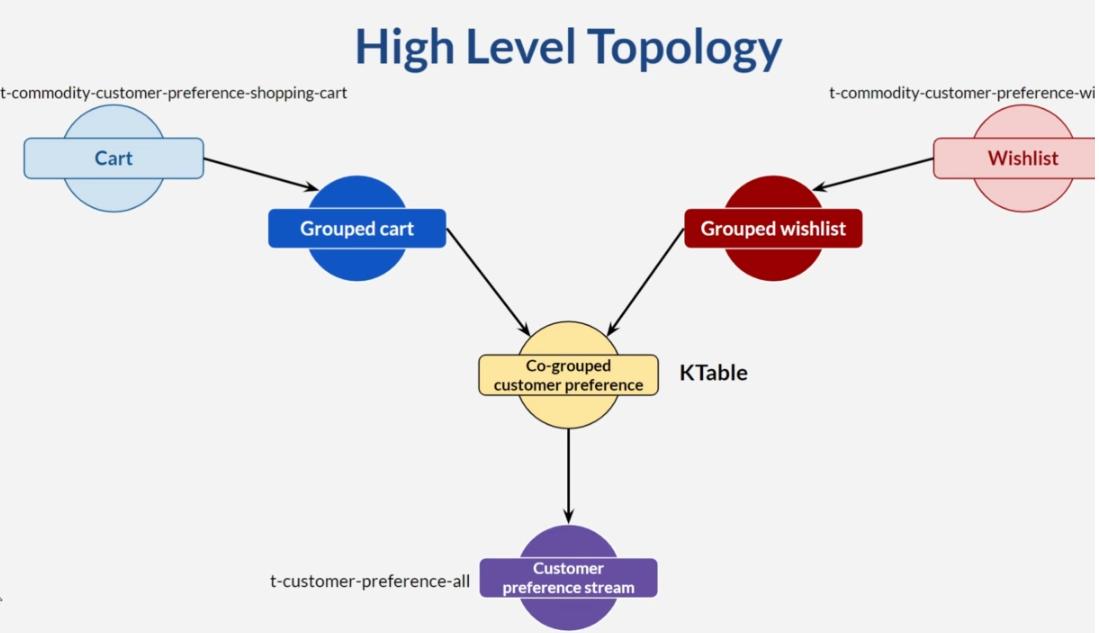 High Level Topology
t-commodity-customer-preference-shopping-cart
t-commodity-customer-preference-wi
Cart
Wishlist
Grouped cart
Grouped wishlist
Co-grouped
customer preference
KTable
Customer
preference stream
t-customer-preference-all